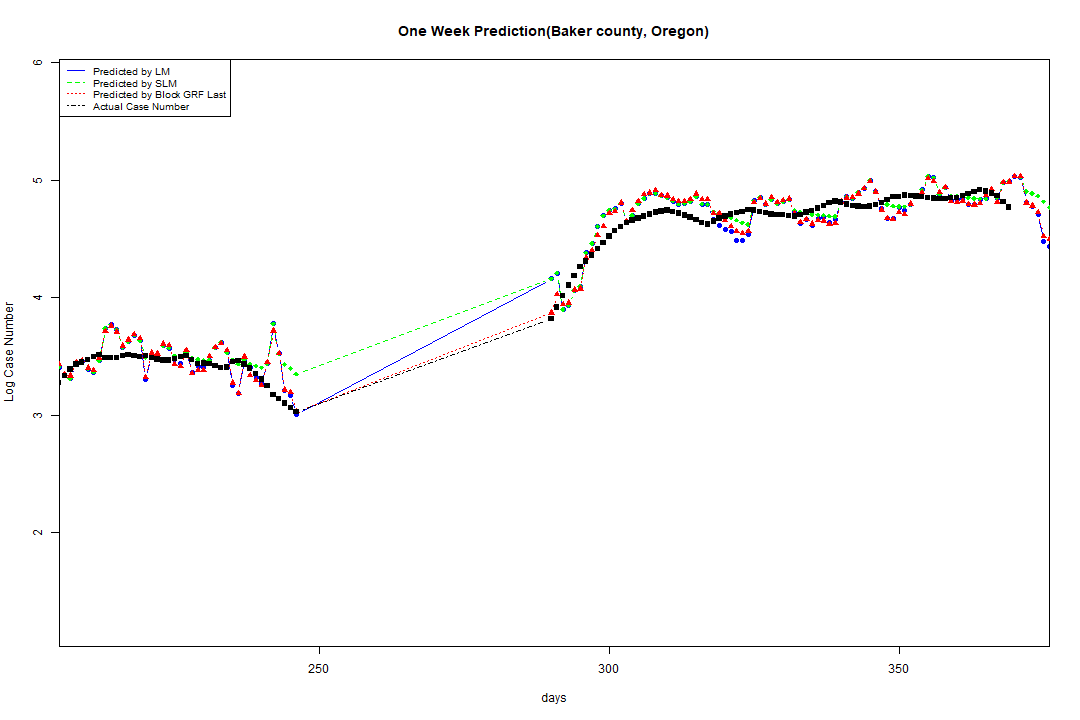 One Week Prediction(Baker county, Oregon)
Predicted by LM
Predicted by SLM
Predicted by Block GRF Last
Actual Case Number
6
5
4
3
2
Log Case Number
250
300
350
days